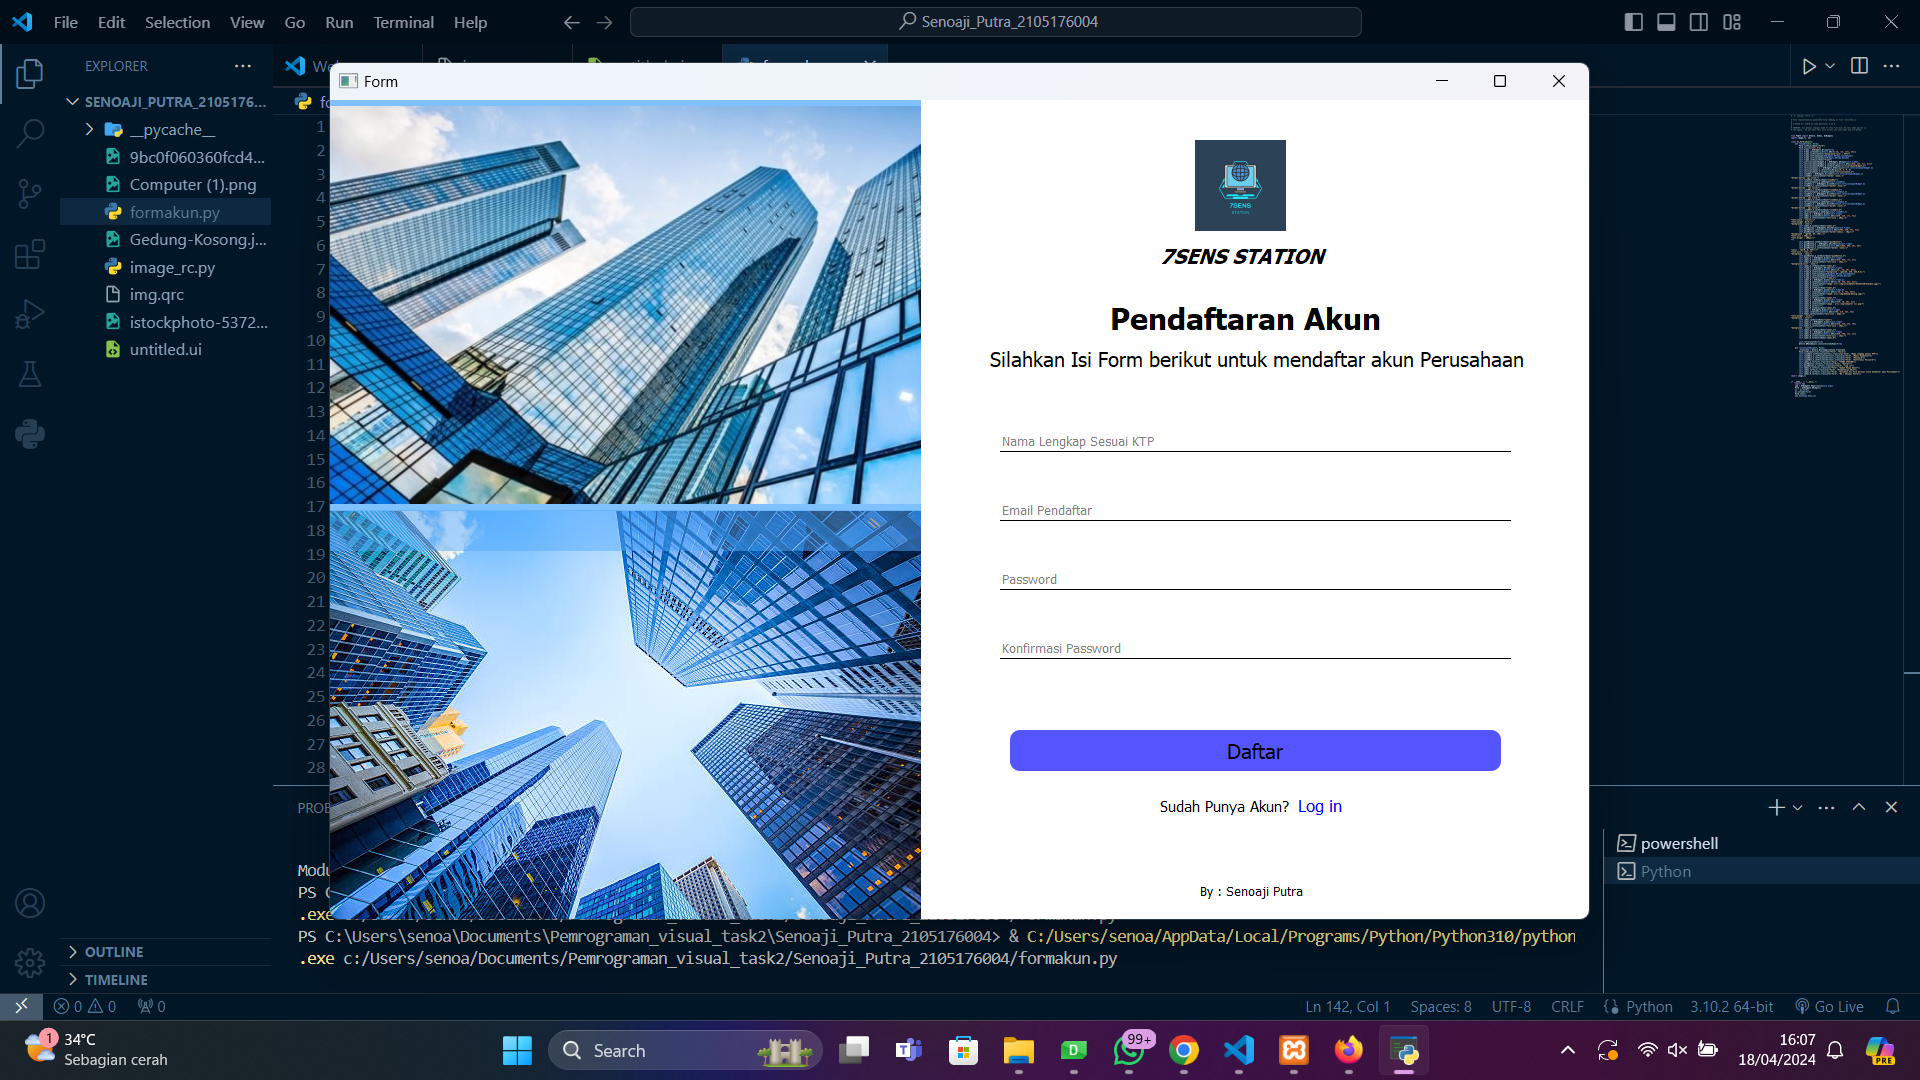 File Edit Selection View Go Run Terminal Help
Senoaji_Putra_2105176004
EXPLORER
SENOAJI_PUTRA_2105176...
__pycache__
9bc0f060360fcd4...
Computer (1).png
formakun.py
Gedung-Kosong.j...
image_rc.py
img.qrc
istockphoto-5372...
untitled.ui
OUTLINE
TIMELINE
1
2
3
4
5
6
7
8
9
10
11
12
13
14
15
16
17
18
19
20
21
22
23
24
25
26
27
28
Form
7SENS
STATION
7SENS STATION
Pendaftaran Akun
Silahkan Isi Form berikut untuk mendaftar akun Perusahaan
Nama Lengkap Sesuai KTP
Email Pendaftar
Password
Konfirmasi Password
Daftar
Sudah Punya Akun? Log in
By : Senoaji Putra
powershell
Python
PS C:\Users\senoa\Documents\Pemrograman_visual_task2\Senoaji_Putra_2105176004> & C:/Users/senoa/AppData/Local/Programs/Python/Python310/python
.exe c:/Users/senoa/Documents/Pemrograman_visual_task2/Senoaji_Putra_2105176004/formakun.py
0 0 0
Ln 142, Col 1 Spaces: 8 UTF-8 CRLF Python 3.10.2 64-bit Go Live
1
34°C
Sebagian cerah
Search
99+
16:07
18/04/2024
PRE